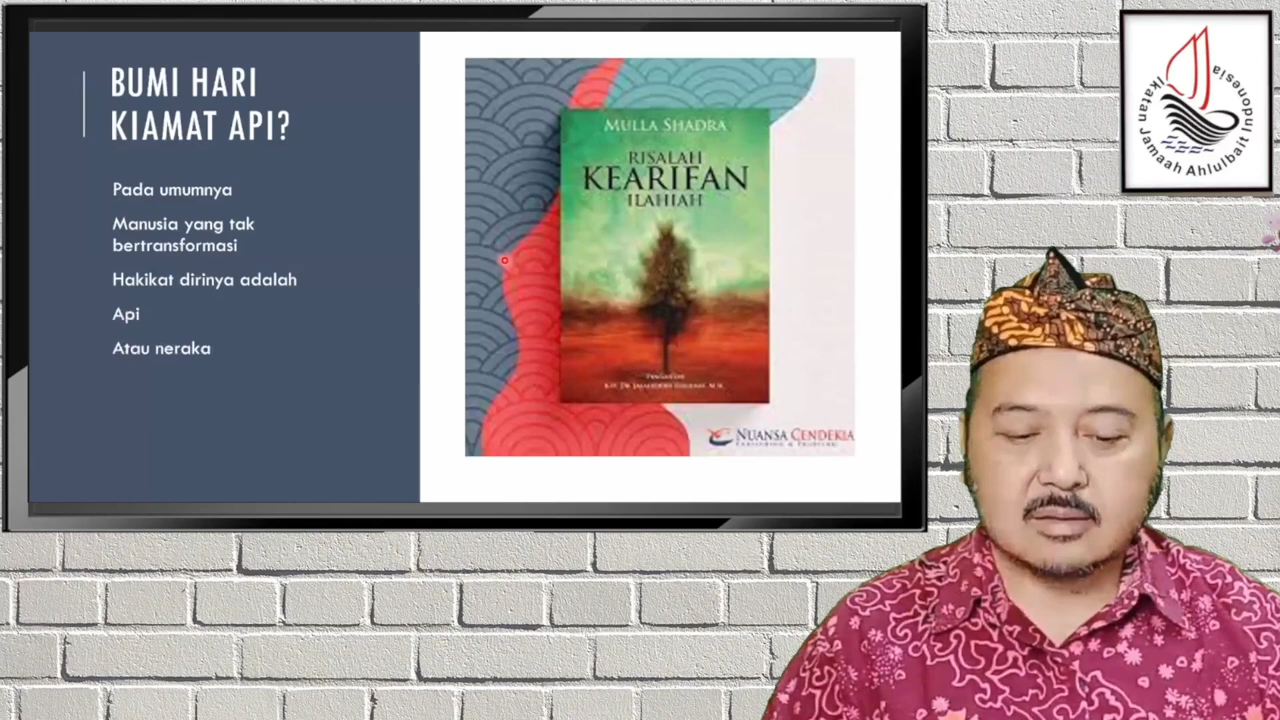 BUMI HARI
KIAMAT API?
Pada umumnya
Manusia yang tak
bertransformasi
Hakikat dirinya adalah
Api
Atau neraka
MULLA SHADRA
RISALAH
KEARIFAN
ILAHIAH
NUANSA CENDEKIA
Ikatan Jamaah Ahlulbait Indonesia